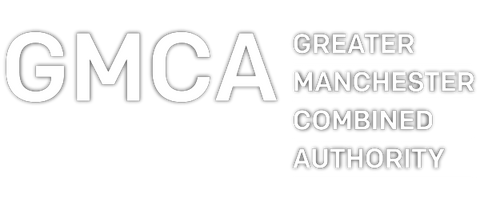 GMCA
GREATER
MANCHESTER
COMBINED
AUTHORITY